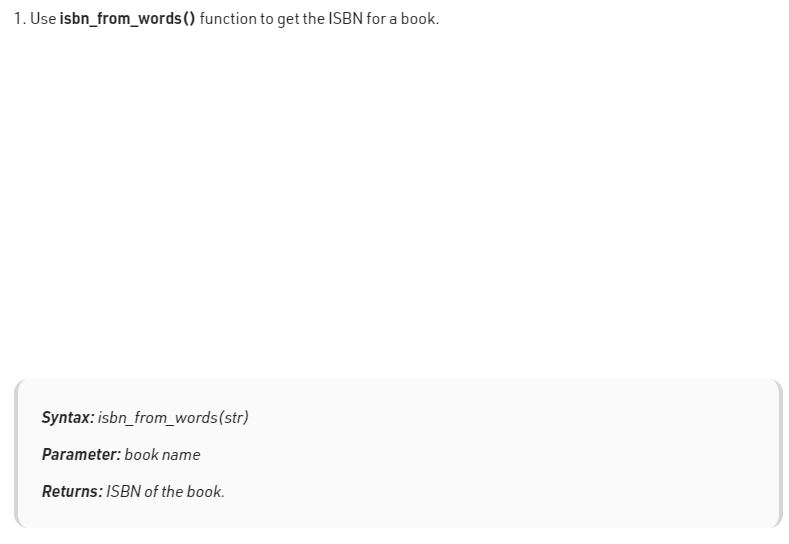 1. Use isbn_from_words() function to get the ISBN for a book.
Syntax: isbn_from_words(str)
Parameter: book name
Returns: ISBN of the book.